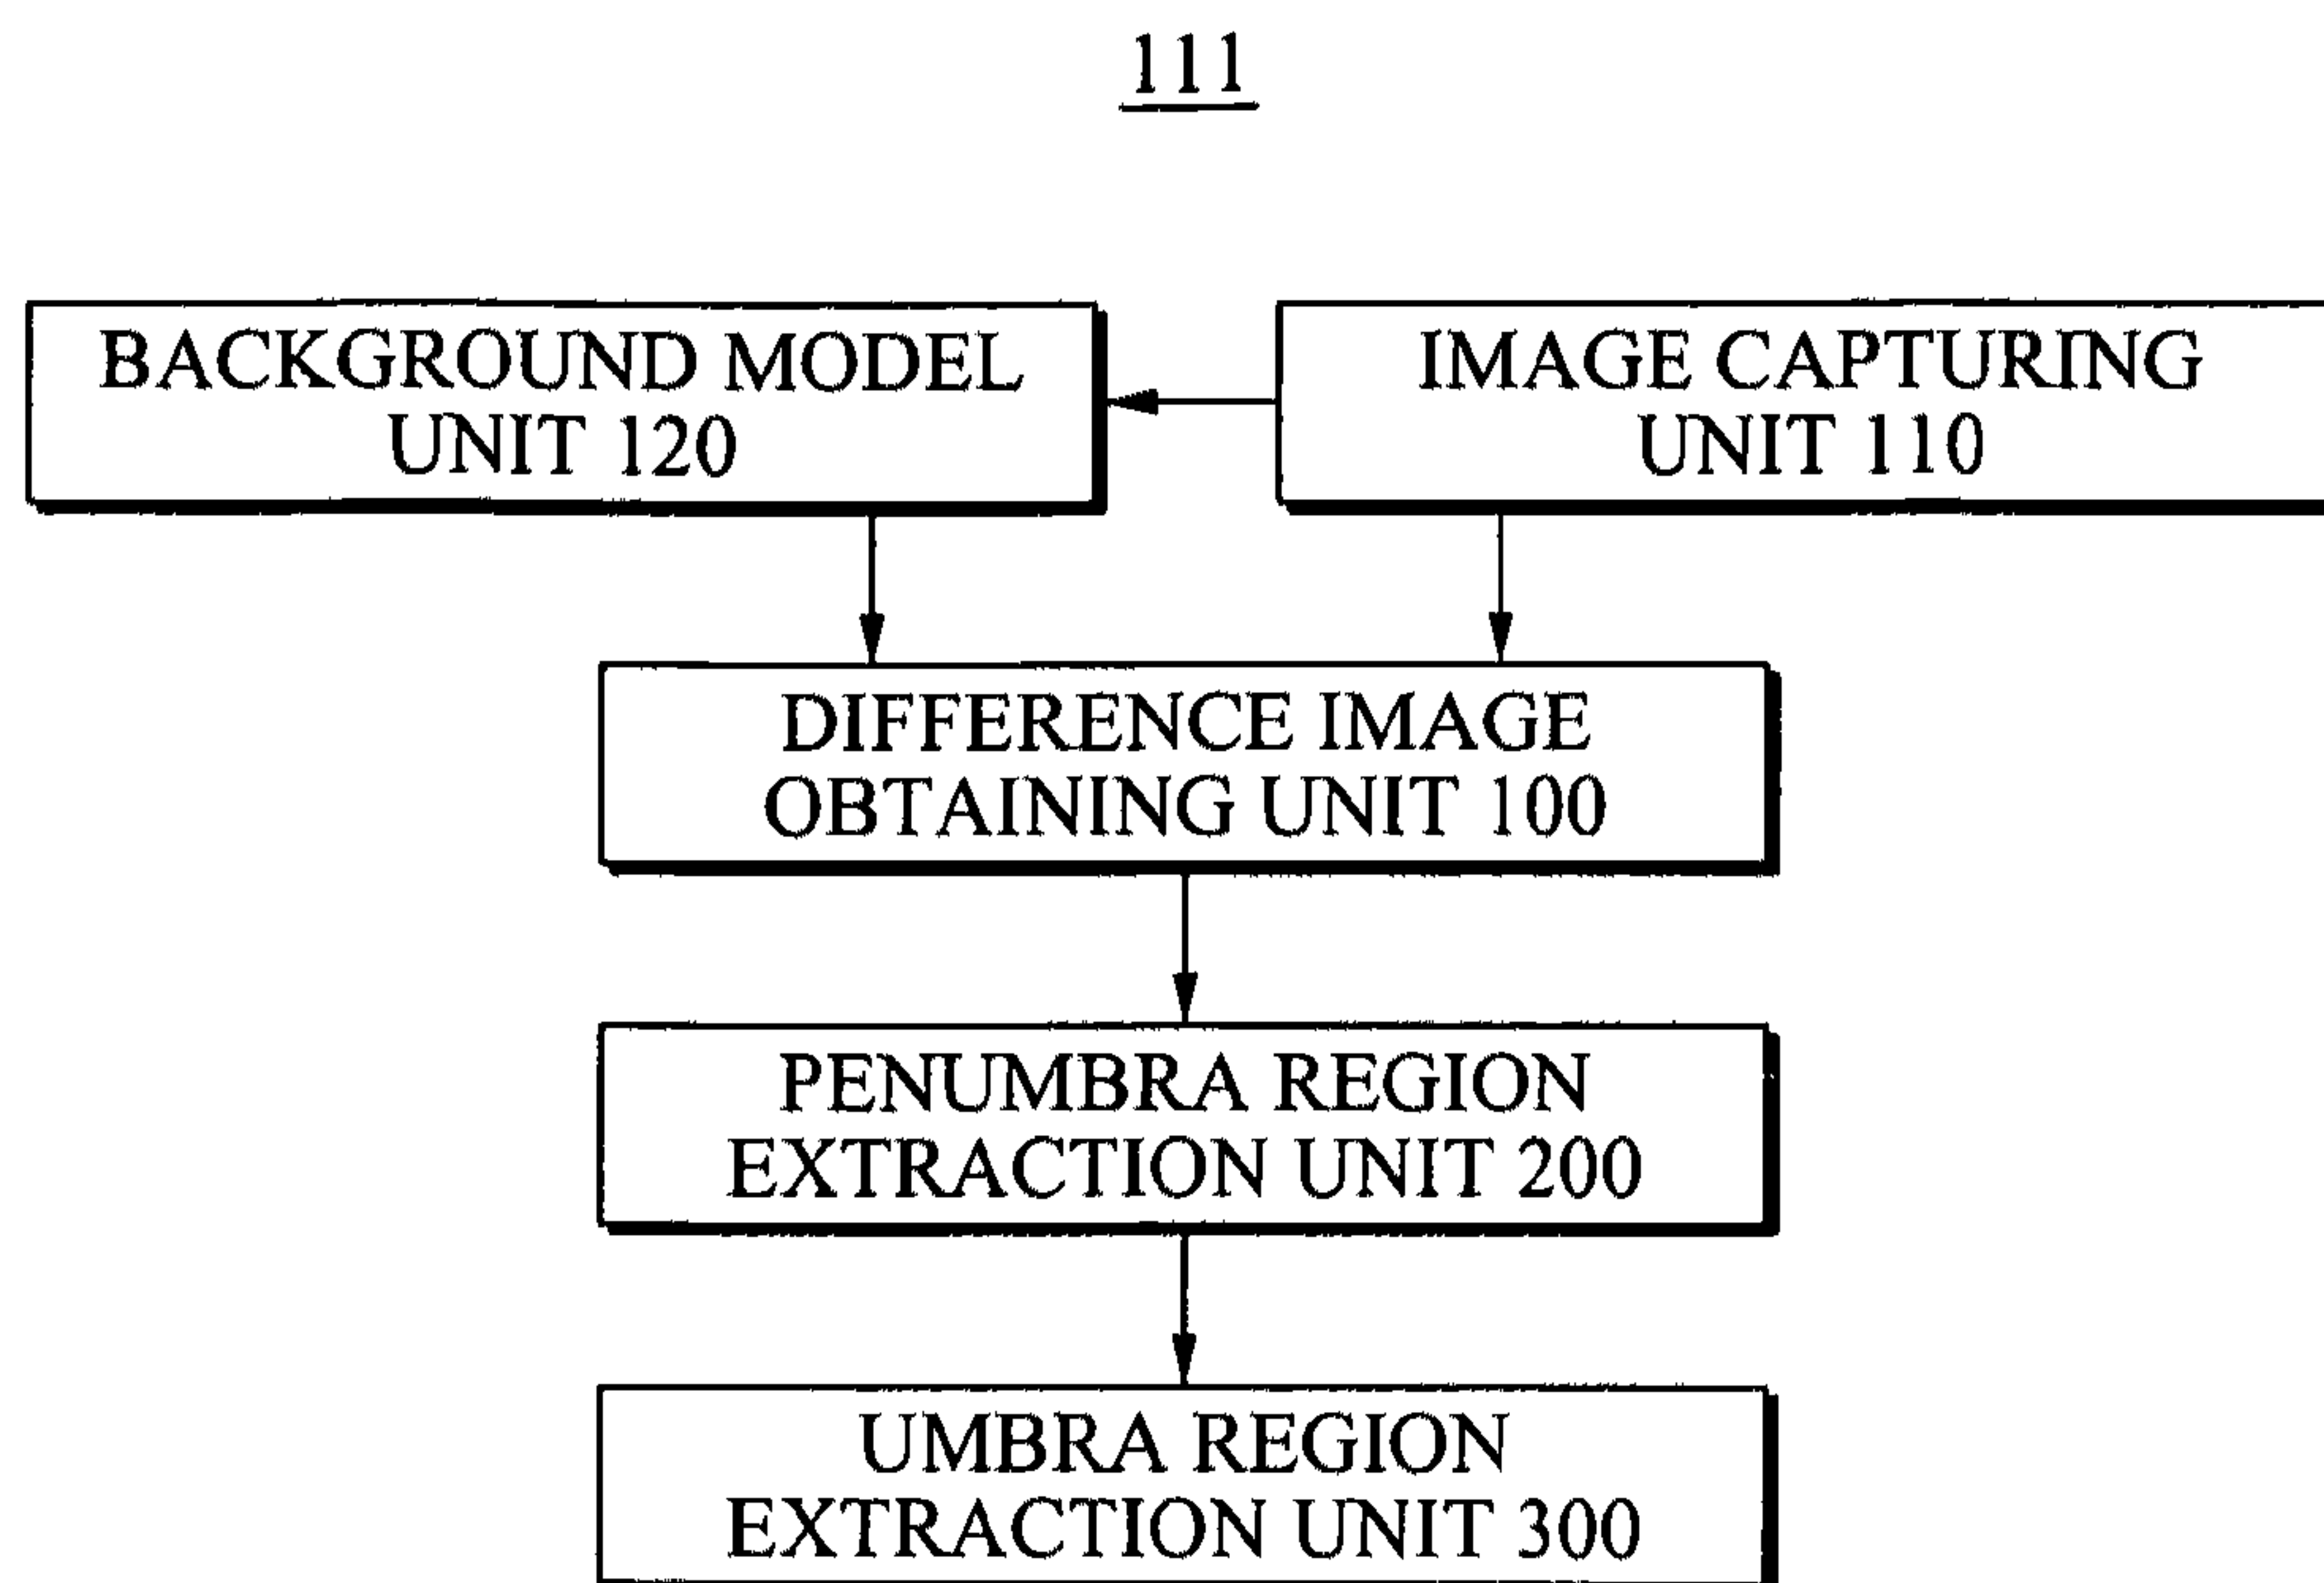 111
BACKGROUND MODEL
UNIT 120
IMAGE CAPTURING
UNIT 110
DIFFERENCE IMAGE
OBTAINING UNIT 100
PENUMBRA REGION
EXTRACTION UNIT 200
UMBRA REGION
EXTRACTION UNIT 300